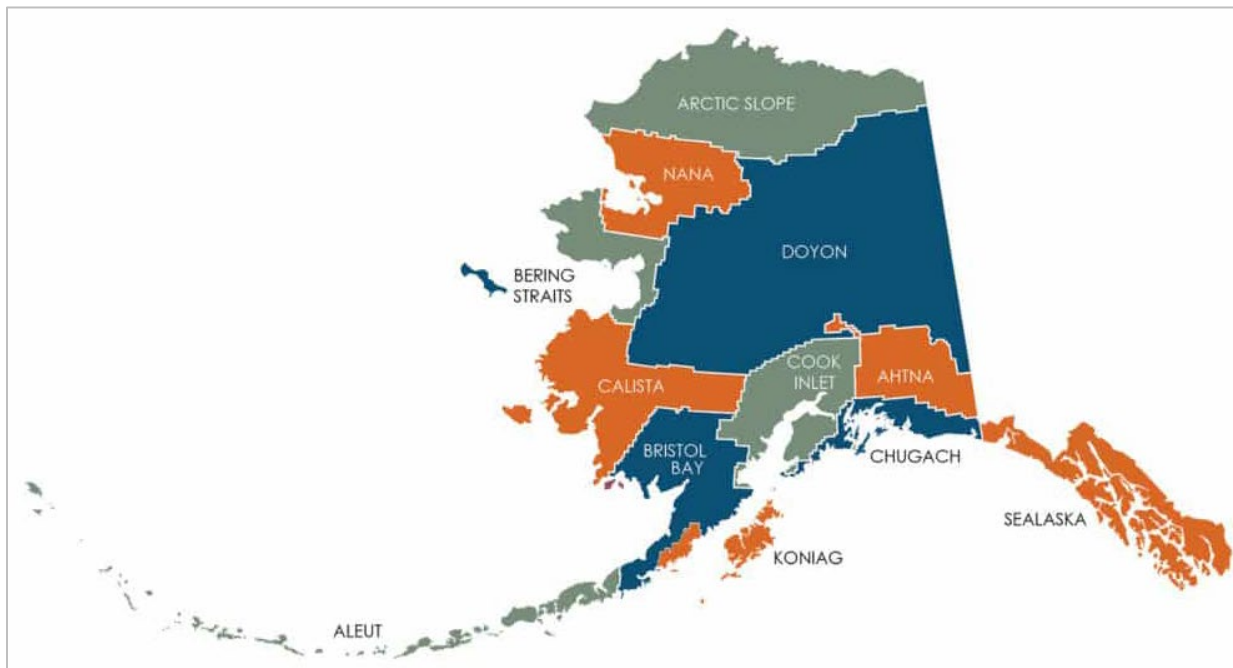 ARCTIC SLOPE
NANA
DOYON
BERING
STRAITS
COOK
INLET
AHTNA
CALISTA
BRISTOL
BAY
CHUGACH
SEALASKA
KONIAG
ALEUT